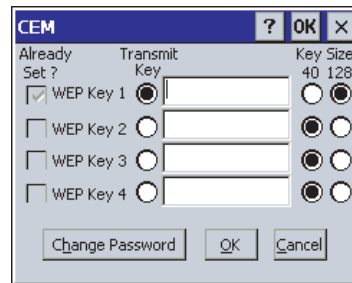 CEM ? OK ×
Already Transmit Key Size
Set ? Key 40 128
WEP Key 1
WEP Key 2
WEP Key 3
WEP Key 4
Change Password OK Cancel